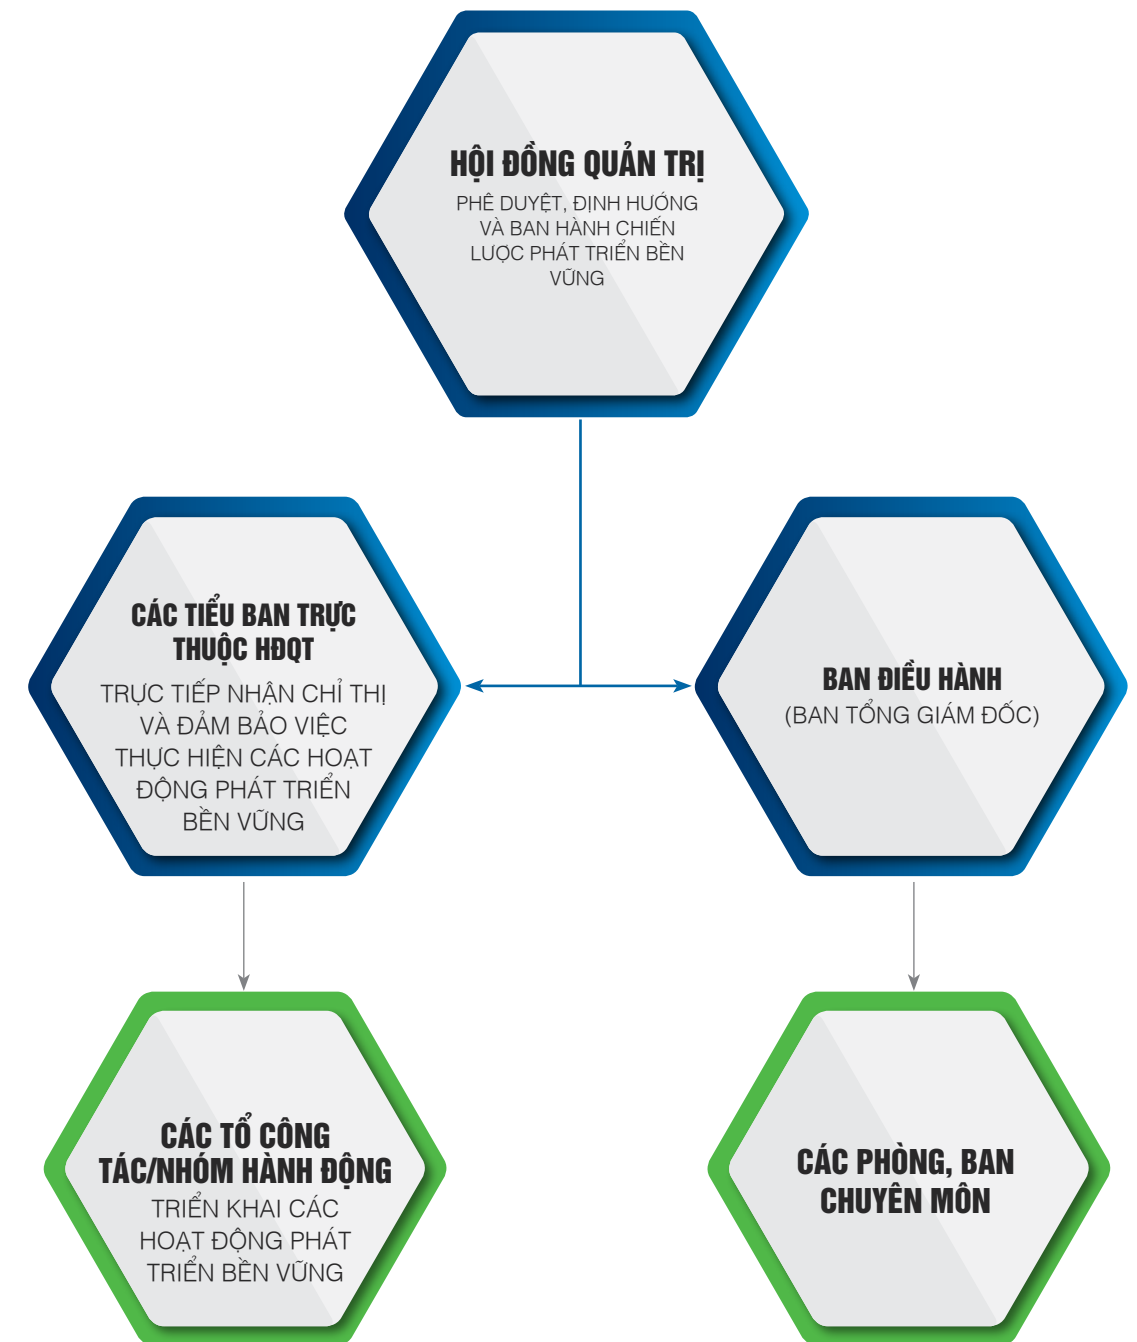 HỘI ĐỒNG QUẢN TRỊ
PHÊ DUYỆT, ĐỊNH HƯỚNG
VÀ BAN HÀNH CHIẾN
LƯỢC PHÁT TRIỂN BỀN
VỮNG
CÁC TIỂU BAN TRỰC
THUỘC HĐQT
TRỰC TIẾP NHẬN CHỈ THỊ
VÀ ĐẢM BẢO VIỆC
THỰC HIỆN CÁC HOẠT
ĐỘNG PHÁT TRIỂN
BỀN VỮNG
BAN ĐIỀU HÀNH
(BAN TỔNG GIÁM ĐỐC)
CÁC TỔ CÔNG
TÁC/NHÓM HÀNH ĐỘNG
TRIỂN KHAI CÁC
HOẠT ĐỘNG PHÁT
TRIỂN BỀN VỮNG
CÁC PHÒNG, BAN
CHUYÊN MÔN